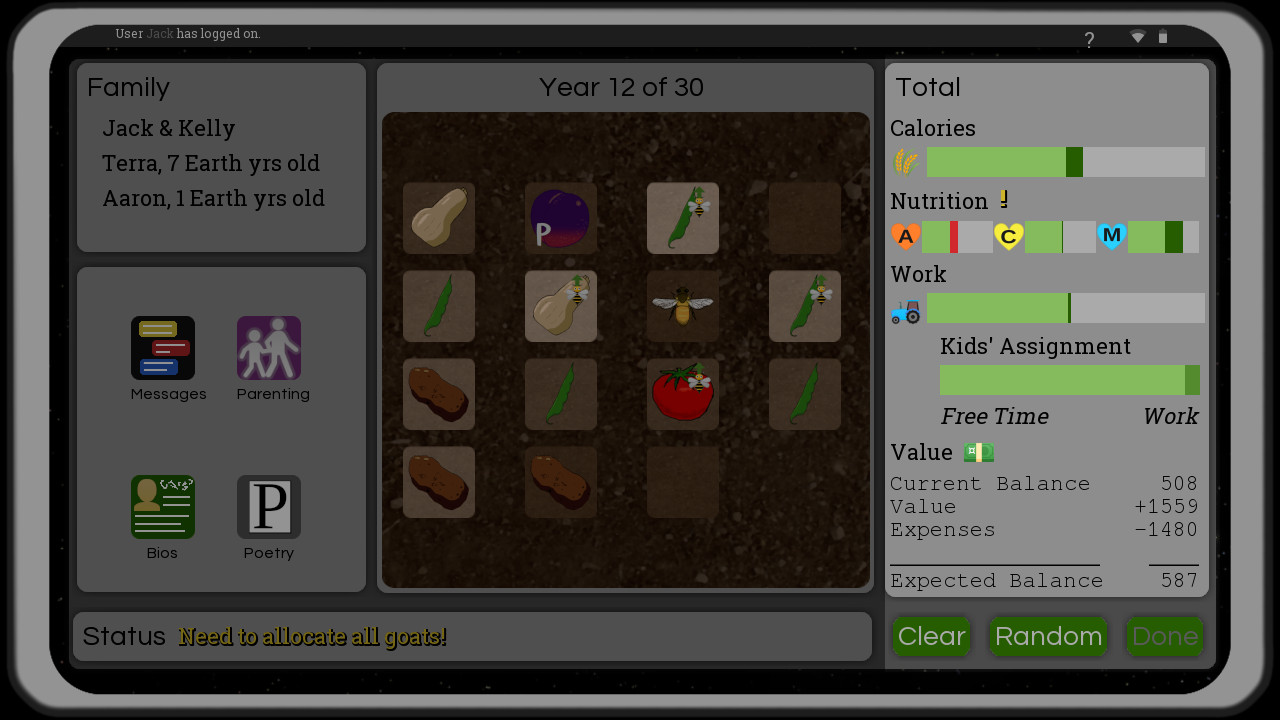 User Jack has logged on.
?
Family
Jack & Kelly
Terra, 7 Earth yrs old
Aaron, 1 Earth yrs old
Messages
Parenting
Bios
P
Poetry
Year 12 of 30
P
Total
Calories
Nutrition !
A
C
M
Work
Kids' Assignment
Free Time Work
Value
Current Balance 508
Value +1559
Expenses −1480
Expected Balance 587
Status Need to allocate all goats!
Clear Random Done